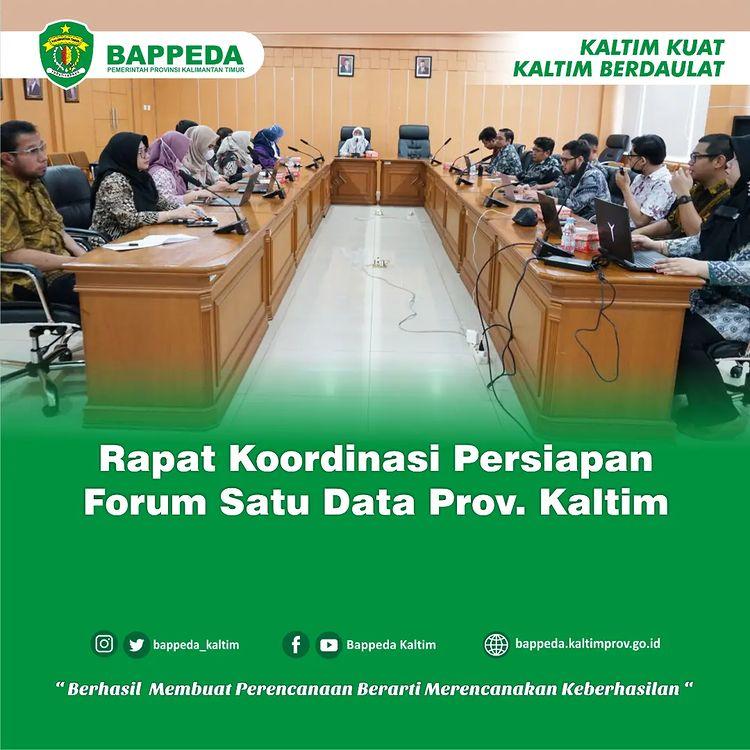 BAPPEDA
PEMERINTAH PROVINSI KALIMANTAN TIMUR
KALTIM KUAT
KALTIM BERDAULAT
Rapat Koordinasi Persiapan
Forum Satu Data Prov. Kaltim
bappeda_kaltim
Bappeda Kaltim
bappeda.kaltimprov.go.id
“ Berhasil Membuat Perencanaan Berarti Merencanakan Keberhasilan “